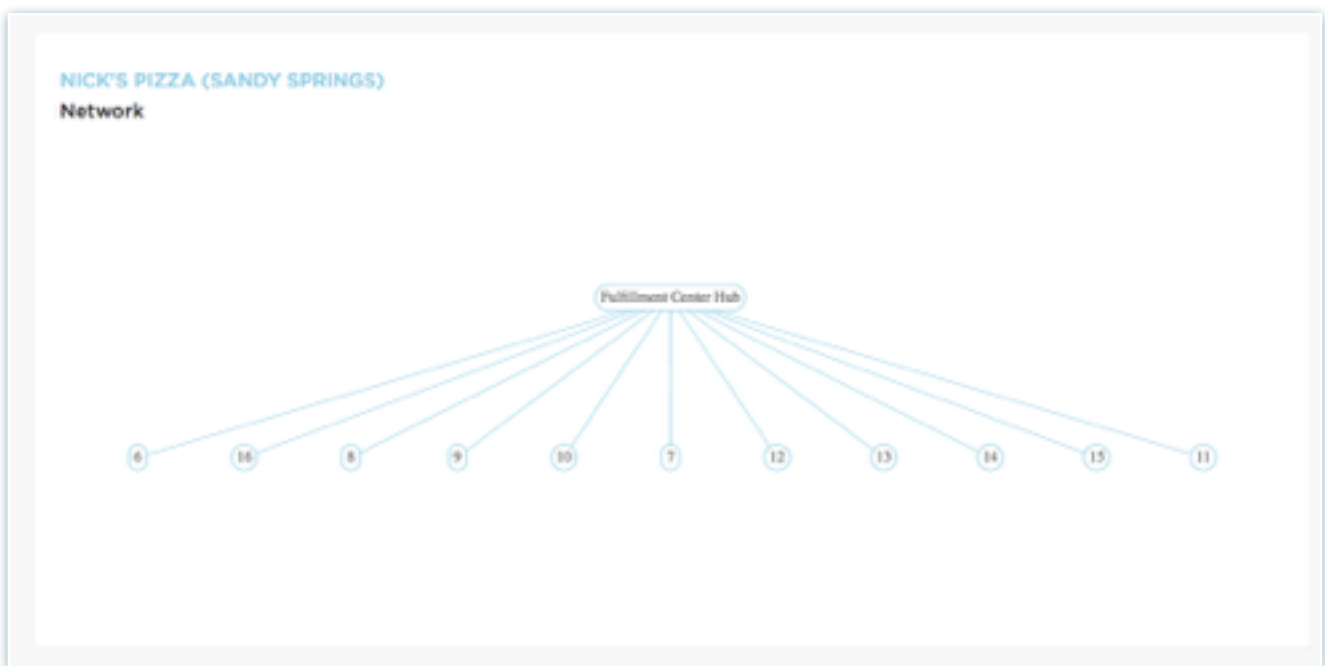 NICK'S PIZZA (SANDY SPRINGS)
Network
Fulfillment Center Hub
6 16 8 9 10 7 12 13 14 15 11